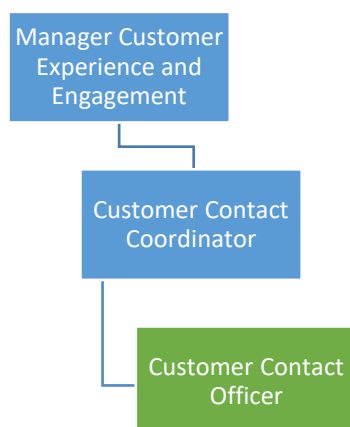 Manager Customer
Experience and
Engagement
Customer Contact
Coordinator
Customer Contact
Officer